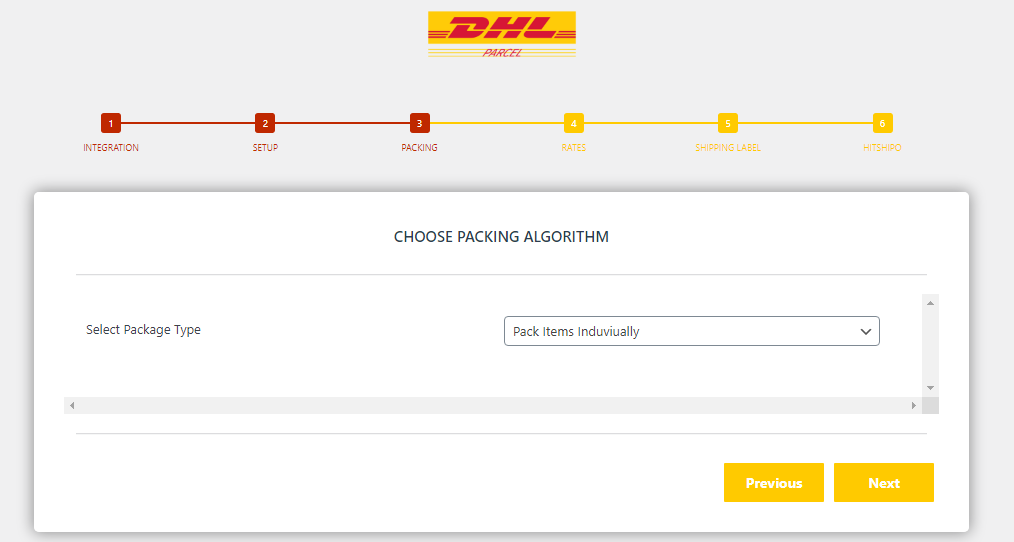 DHL
PARCEL
1 2 3 4 5 6
INTEGRATION SETUP PACKING RATES SHIPPING LABEL HITSHIPO
CHOOSE PACKING ALGORITHM
Select Package Type Pack Items Induviually
Previous Next